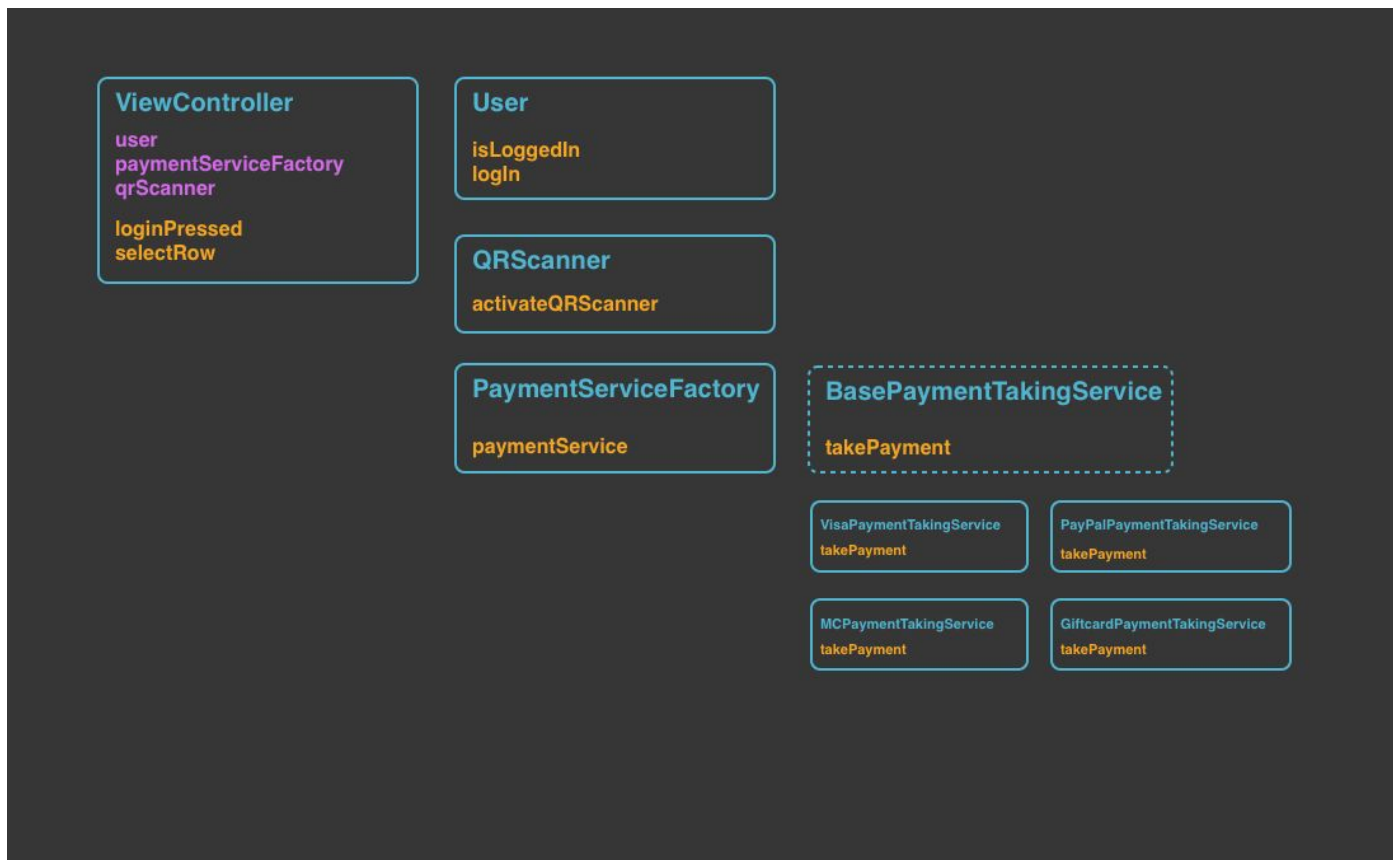 ViewController
user
paymentServiceFactory
qrScanner
loginPressed
selectRow
User
isLoggedIn
logIn
QRScanner
activateQRScanner
PaymentServiceFactory
paymentService
BasePaymentTakingService
takePayment
VisaPaymentTakingService
takePayment
PayPalPaymentTakingService
takePayment
MCPaymentTakingService
takePayment
GiftcardPaymentTakingService
takePayment